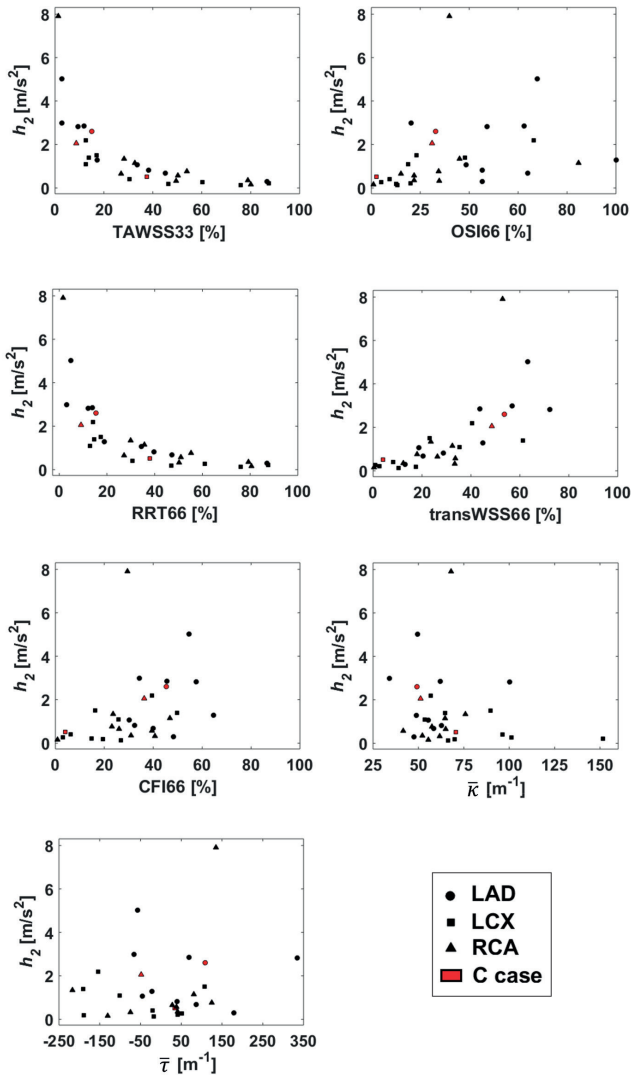 h₂ [m/s²]
8
6
4
2
0
0 20 40 60 80 100
TAWSS33 [%]
h₂ [m/s²]
8
6
4
2
0
0 25 50 75 100
OSI66 [%]
h₂ [m/s²]
8
6
4
2
0
0 20 40 60 80 100
RRT66 [%]
h₂ [m/s²]
8
6
4
2
0
0 20 40 60 80 100
transWSS66 [%]
h₂ [m/s²]
8
6
4
2
0
0 20 40 60 80 100
CFI66 [%]
h₂ [m/s²]
8
6
4
2
0
25 50 75 100 125 150
κ̅ [m⁻¹]
h₂ [m/s²]
8
6
4
2
0
-250 -150 -50 50 150 250 350
τ̅ [m⁻¹]
LAD
LCX
RCA
C case